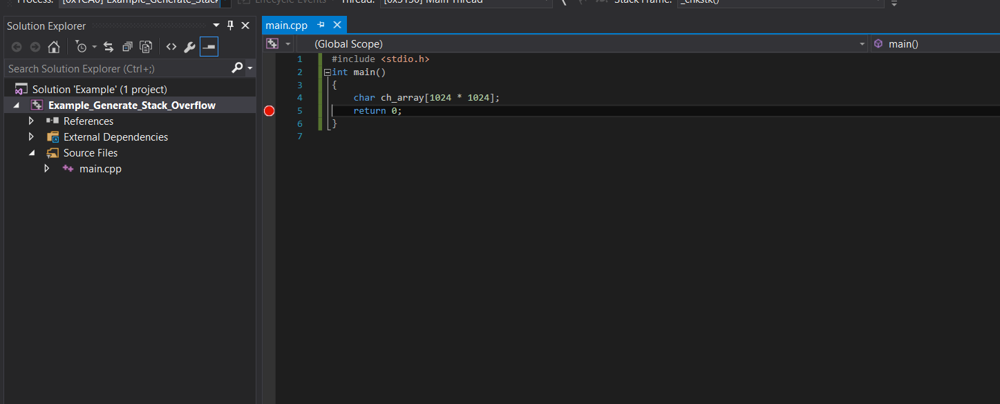 Process: [0x1CA0] Example_Generate_Stac Lifecycle Events Thread: Main Thread Stack Frame: _chkstk()
Solution Explorer
main.cpp
(Global Scope)
main()
Search Solution Explorer (Ctrl+;)
Solution 'Example' (1 project)
Example_Generate_Stack_Overflow
References
External Dependencies
Source Files
main.cpp
1 #include <stdio.h>
2 int main()
3 {
4 char ch_array[1024 * 1024];
5 return 0;
6 }
7